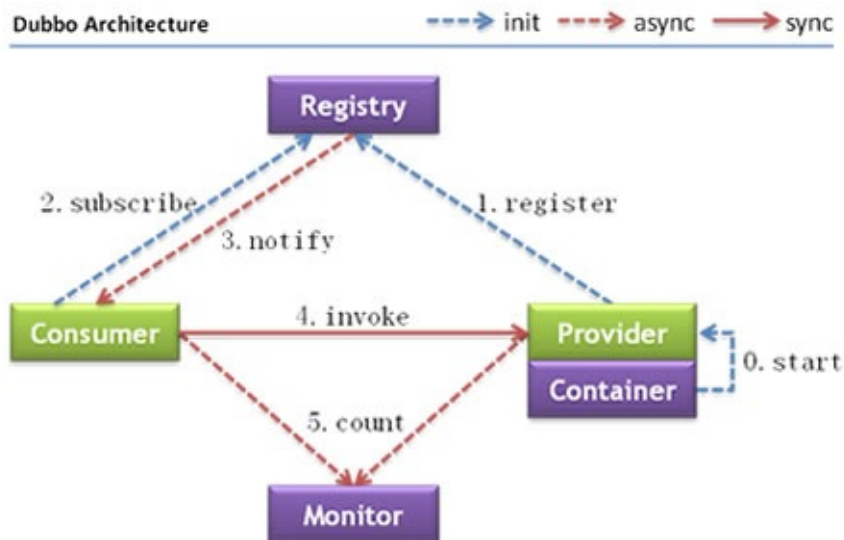 Dubbo Architecture
init
async
sync
Registry
2. subscribe
1. register
3. notify
Consumer
4. invoke
Provider
Container
0. start
5. count
Monitor